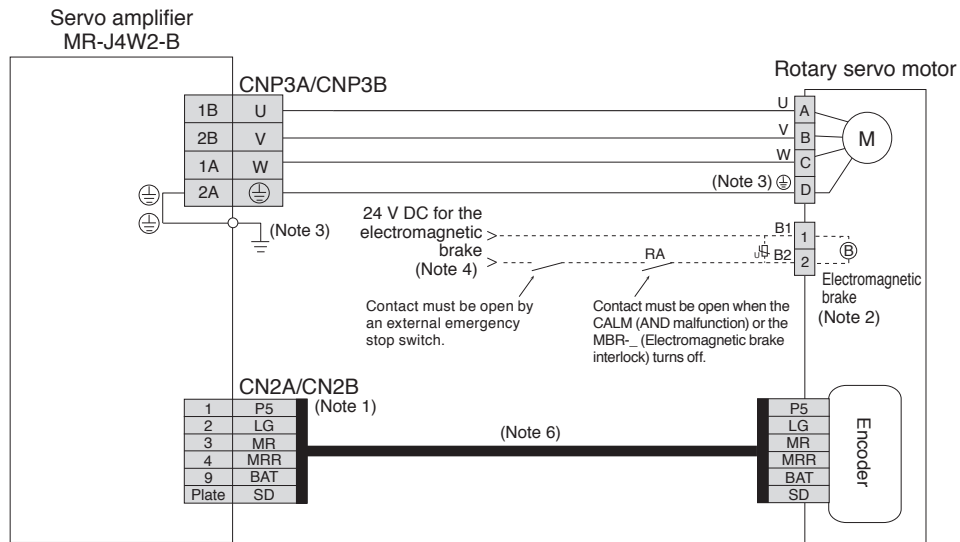 Servo amplifier
MR-J4W2-B
Rotary servo motor
CNP3A/CNP3B
1B U
2B V
1A W
2A
U A
V B
W C
(Note 3) D
M
(Note 3)
24 V DC for the
electromagnetic
brake
(Note 4)
B1 1
RA
U
B2 2
B
Electromagnetic
brake
(Note 2)
Contact must be open by
an external emergency
stop switch.
Contact must be open when the
CALM (AND malfunction) or the
MBR-_ (Electromagnetic brake
interlock) turns off.
CN2A/CN2B
(Note 1)
1 P5
2 LG
3 MR
4 MRR
9 BAT
Plate SD
(Note 6)
P5
LG
MR
MRR
BAT
SD
Encoder